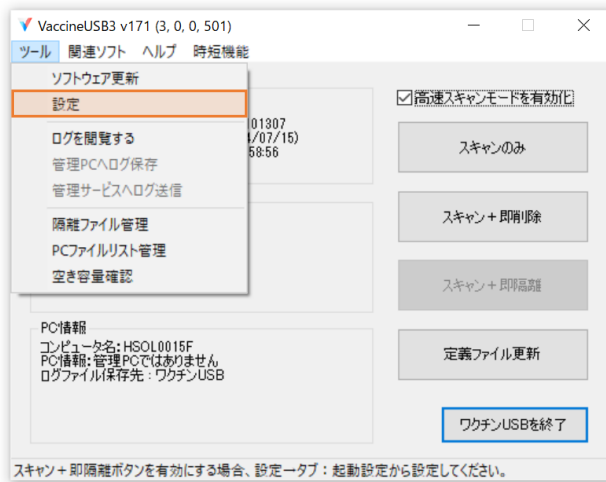 VaccineUSB3 v171 (3, 0, 0, 501)
ツール 関連ソフト ヘルプ 時短機能
ソフトウェア更新
設定
ログを閲覧する
管理PCへログ保存
管理サービスへログ送信
隔離ファイル管理
PCファイルリスト管理
空き容量確認
01307
/07/15)
58:56
高速スキャンモードを有効化
スキャンのみ
スキャン+即削除
スキャン+即隔離
定義ファイル更新
ワクチンUSBを終了
PC情報
コンピュータ名:HSOL0015F
PC情報:管理PCではありません
ログファイル保存先:ワクチンUSB
スキャン+即隔離ボタンを有効にする場合、設定→タブ:起動設定から設定してください。